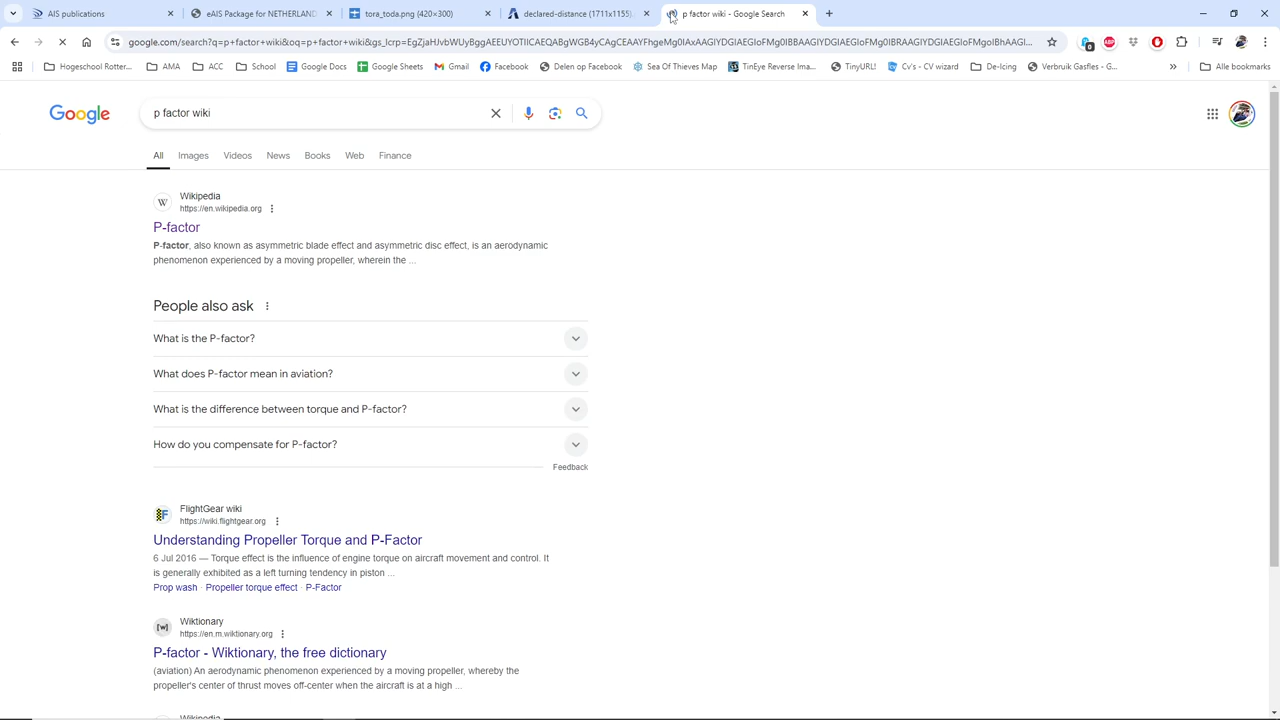 AIS publications
eAIS Package for NETHERLAND
tora_toda.png (420×300)
declared-distance (1711x1155)
p factor wiki - Google Search
google.com/search?q=p+factor+wiki&oq=p+factor+wiki&gs_lcrp=
Hogeschool Rotter...
AMA
ACC
School
Google Docs
Google Sheets
Gmail
Facebook
Delen op Facebook
Sea Of Thieves Map
TinEye Reverse Ima...
TinyURL!
CV's - CV wizard
De-Icing
Verbruik Gasfles - G...
»
Alle bookmarks
Google
p factor wiki
All
Images
Videos
News
Books
Web
Finance
W
Wikipedia
https://en.wikipedia.org
P-factor
P-factor, also known as asymmetric blade effect and asymmetric disc effect, is an aerodynamic
phenomenon experienced by a moving propeller, wherein the ...
People also ask
What is the P-factor?
What does P-factor mean in aviation?
What is the difference between torque and P-factor?
How do you compensate for P-factor?
Feedback
FlightGear wiki
https://wiki.flightgear.org
Understanding Propeller Torque and P-Factor
6 Jul 2016 — Torque effect is the influence of engine torque on aircraft movement and control. It
is generally exhibited as a left turning tendency in piston ...
Prop wash · Propeller torque effect · P-Factor
[w]
Wiktionary
https://en.m.wiktionary.org
P-factor - Wiktionary, the free dictionary
(aviation) An aerodynamic phenomenon experienced by a moving propeller, whereby the
propeller's center of thrust moves off-center when the aircraft is at a high ...
Wikipedia